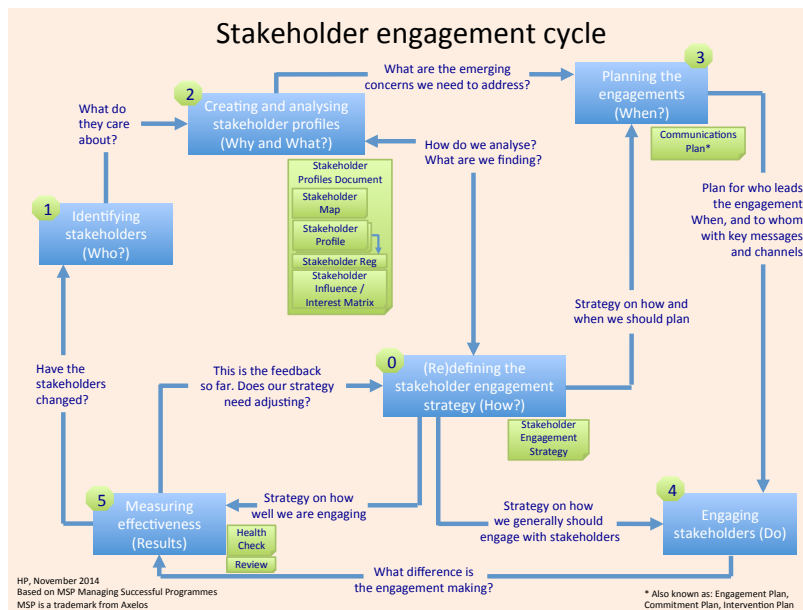 Stakeholder engagement cycle
3
Planning the
engagements
(When?)
What are the emerging
concerns we need to address?
2
Creating and analysing
stakeholder profiles
(Why and What?)
What do
they care
about?
Communications
Plan*
How do we analyse?
What are we finding?
Stakeholder
Profiles Document
Stakeholder
Map
Stakeholder
Profile
Stakeholder Reg
Stakeholder
Influence /
Interest Matrix
1
Identifying
stakeholders
(Who?)
Plan for who leads
the engagement
When, and to whom
with key messages
and channels
Strategy on how and
when we should plan
0
(Re)defining the
stakeholder engagement
strategy (How?)
Have the
stakeholders
changed?
This is the feedback
so far. Does our strategy
need adjusting?
Stakeholder
Engagement
Strategy
5
Measuring
effectiveness
(Results)
Strategy on how
well we are engaging
Strategy on how
we generally should
engage with stakeholders
4
Engaging
stakeholders (Do)
Health
Check
Review
What difference is
the engagement making?
HP, November 2014
Based on MSP Managing Successful Programmes
MSP is a trademark from Axelos
* Also known as: Engagement Plan,
Commitment Plan, Intervention Plan